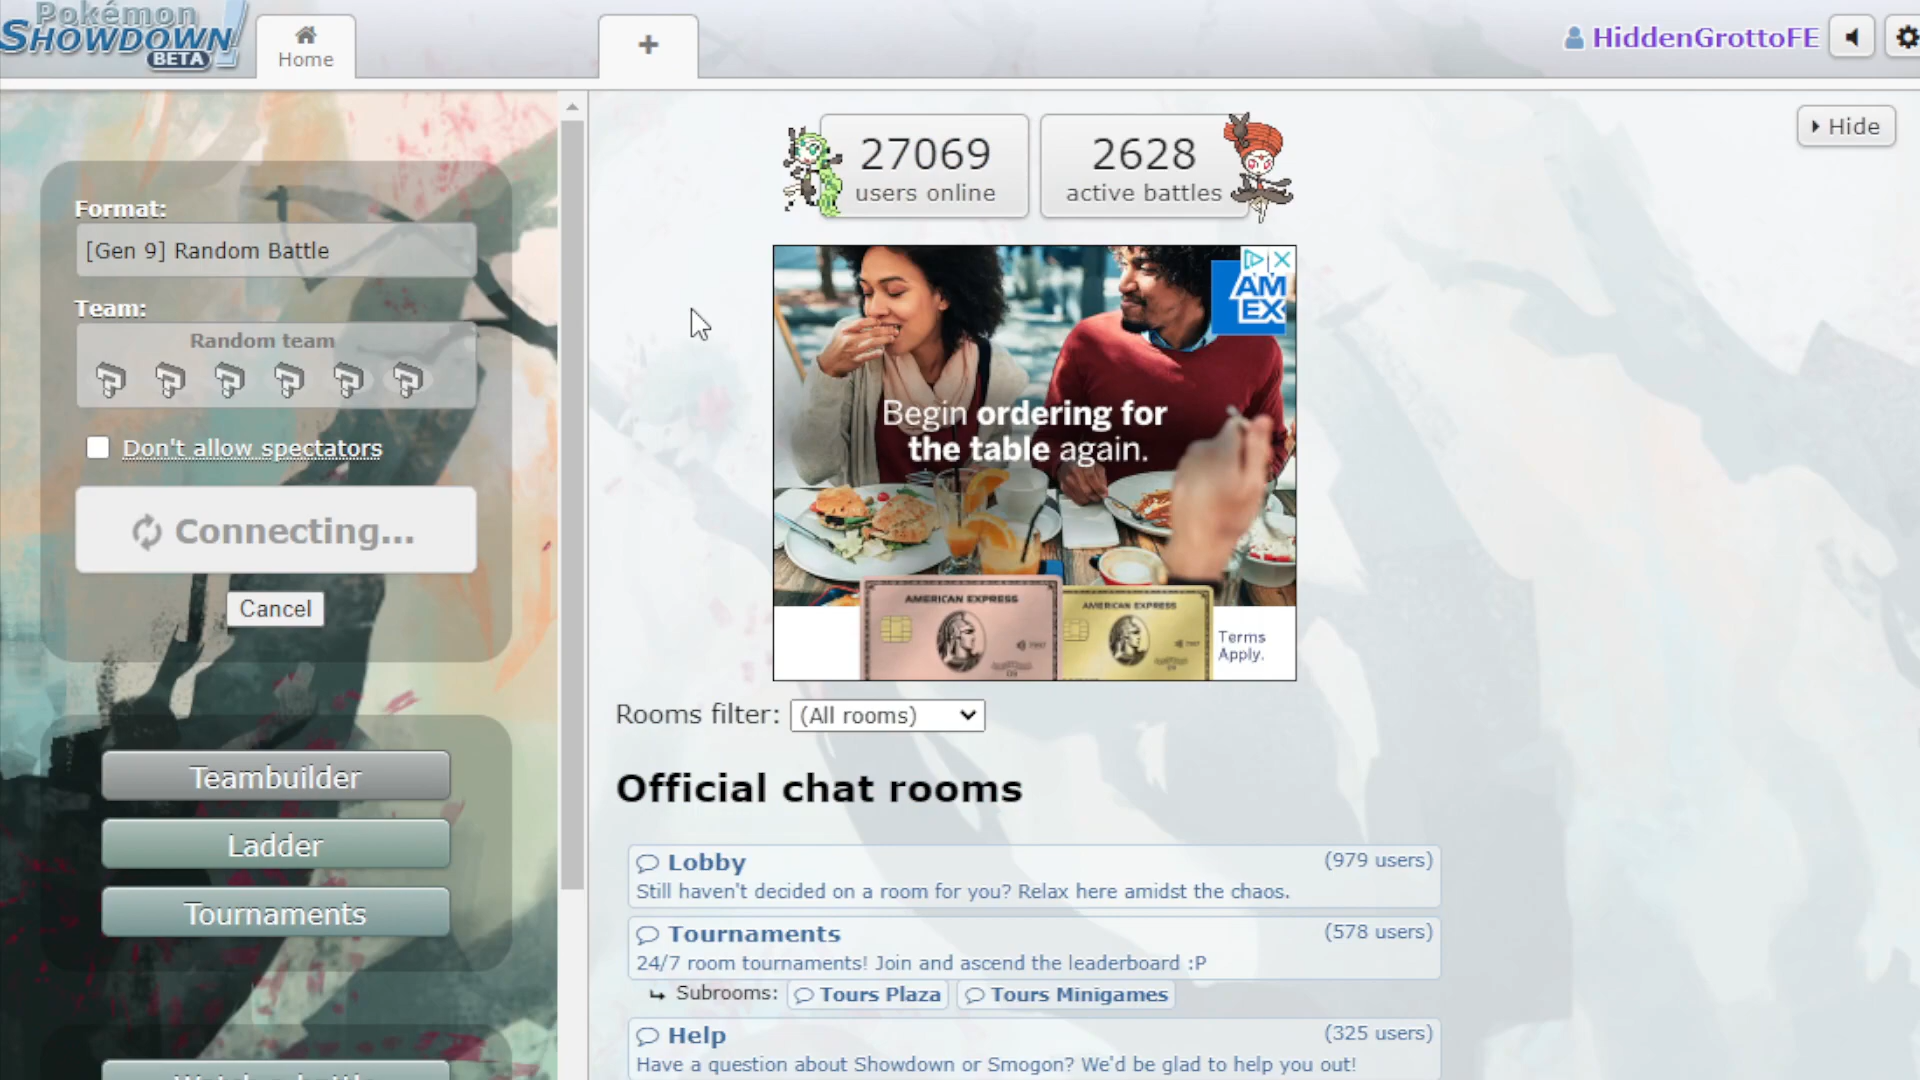 Pokémon
SHOWDOWN!
BETA
Home
+
HiddenGrottoFE
Format:
[Gen 9] Random Battle
Team:
Random team
? ? ? ? ? ?
Don't allow spectators
Connecting...
Cancel
Teambuilder
Ladder
Tournaments
27069
users online
2628
active battles
Hide
AM
EX
Begin ordering for
the table again.
AMERICAN EXPRESS
AMERICAN EXPRESS
Terms
Apply.
Rooms filter: (All rooms)
Official chat rooms
Lobby (979 users)
Still haven't decided on a room for you? Relax here amidst the chaos.
Tournaments (578 users)
24/7 room tournaments! Join and ascend the leaderboard :P
Subrooms: Tours Plaza Tours Minigames
Help (325 users)
Have a question about Showdown or Smogon? We'd be glad to help you out!